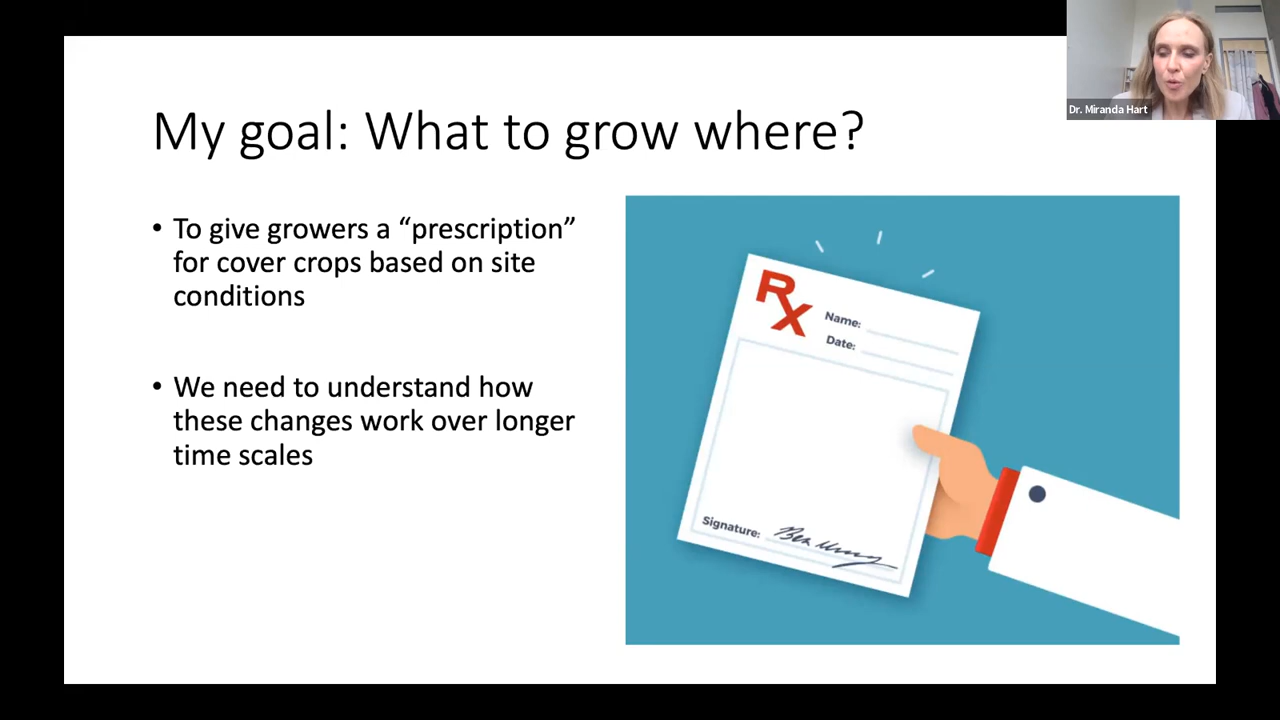 My goal: What to grow where?
• To give growers a “prescription”
for cover crops based on site
conditions
• We need to understand how
these changes work over longer
time scales
Rx
Name:
Date:
Signature:
Dr. Miranda Hart